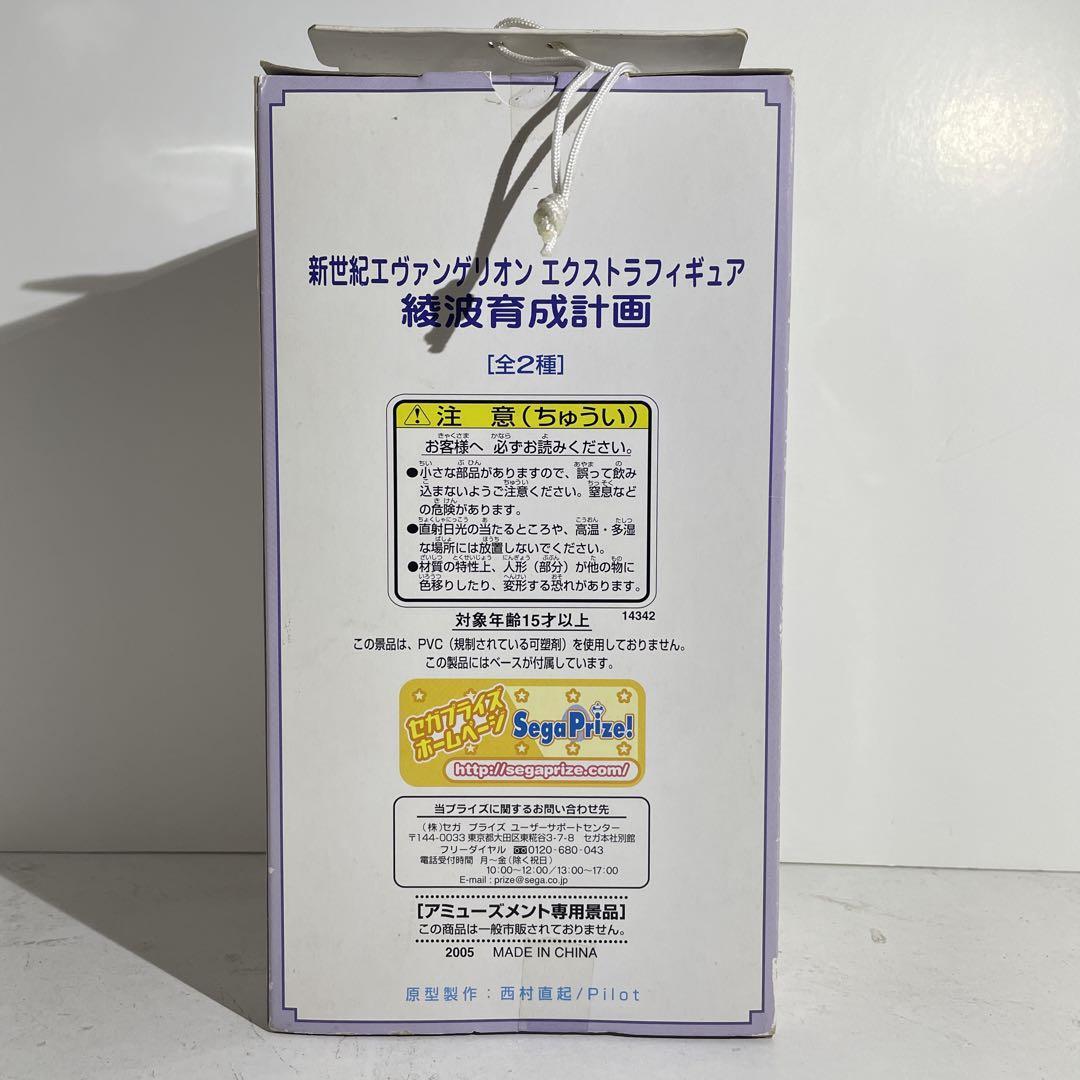 新世紀エヴァンゲリオン エクストラフィギュア
綾波育成計画
[全2種]
注 意(ちゅうい)
お客様へ 必ずお読みください。
●小さな部品がありますので、誤って飲み
込まないようご注意ください。窒息など
の危険があります。
●直射日光の当たるところや、高温・多湿
な場所には放置しないでください。
●材質の特性上、人形(部分)が他の物に
色移りしたり、変形する恐れがあります。
対象年齢15才以上
14342
この景品は、PVC(規制されている可塑剤)を使用しておりません。
この製品にはベースが付属しています。
セガプライズ
ホームページ
SegaPrize!
http://segaprize.com/
当プライズに関するお問い合わせ先
(株)セガ プライズ ユーザーサポートセンター
〒144-0033 東京都大田区東糀谷3-7-8 セガ本社別館
フリーダイヤル 0120-680-043
電話受付時間 月~金(除く祝日)
10:00~12:00/13:00~17:00
E-mail : prize@sega.co.jp
[アミューズメント専用景品]
この商品は一般市販されておりません。
2005 MADE IN CHINA
原型製作:西村直起/Pilot